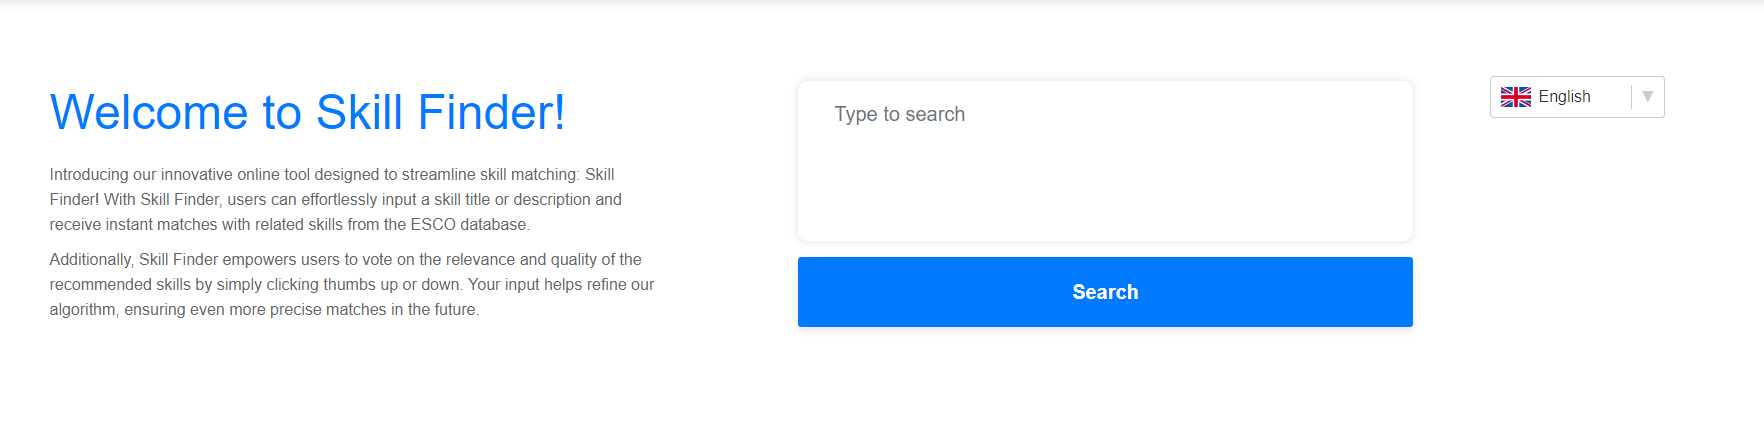 Welcome to Skill Finder!
Introducing our innovative online tool designed to streamline skill matching: Skill
Finder! With Skill Finder, users can effortlessly input a skill title or description and
receive instant matches with related skills from the ESCO database.
Additionally, Skill Finder empowers users to vote on the relevance and quality of the
recommended skills by simply clicking thumbs up or down. Your input helps refine our
algorithm, ensuring even more precise matches in the future.
Type to search
Search
English